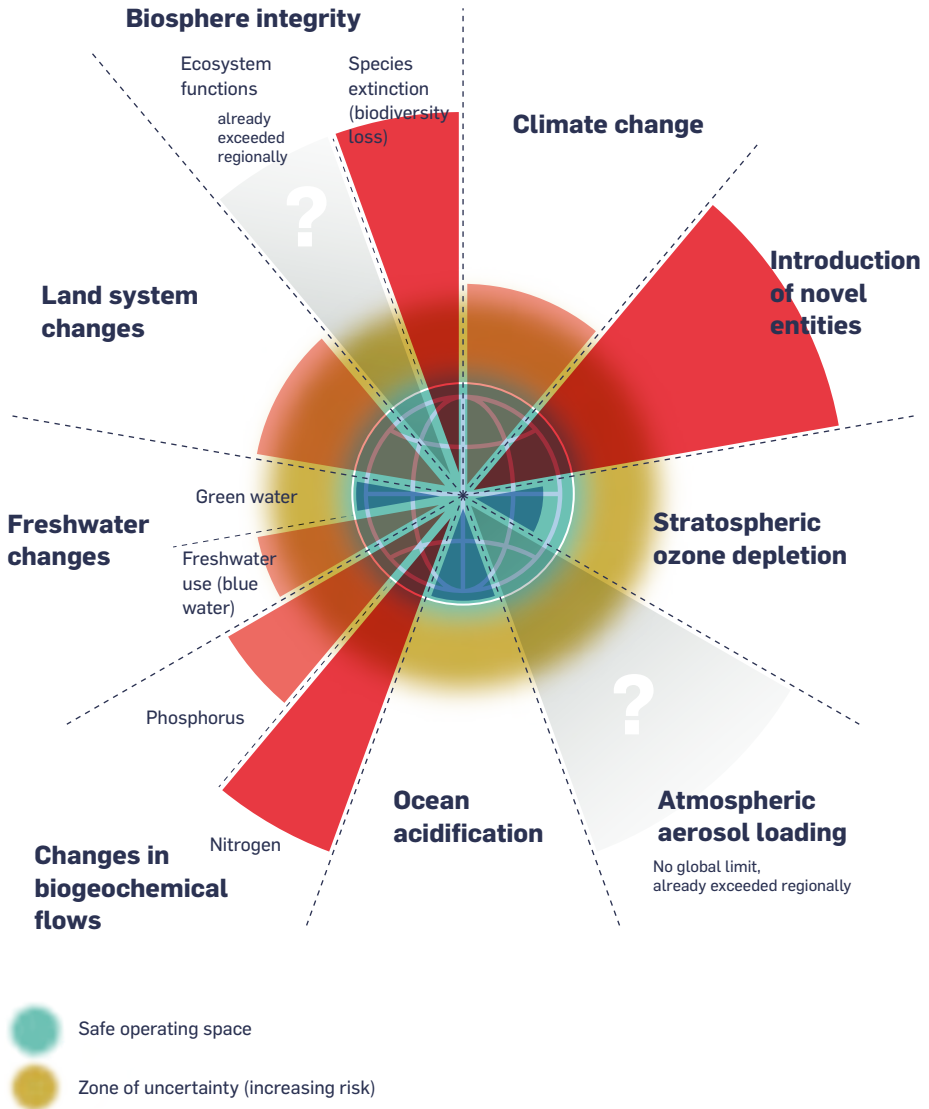 Biosphere integrity
Ecosystem
functions
already
exceeded
regionally
Species
extinction
(biodiversity
loss)
Climate change
?
Introduction
of novel
entities
Land system
changes
Green water
Freshwater
changes
Freshwater
use (blue
water)
Stratospheric
ozone depletion
Phosphorus
?
Nitrogen
Changes in
biogeochemical
flows
Ocean
acidification
Atmospheric
aerosol loading
No global limit,
already exceeded regionally
Safe operating space
Zone of uncertainty (increasing risk)